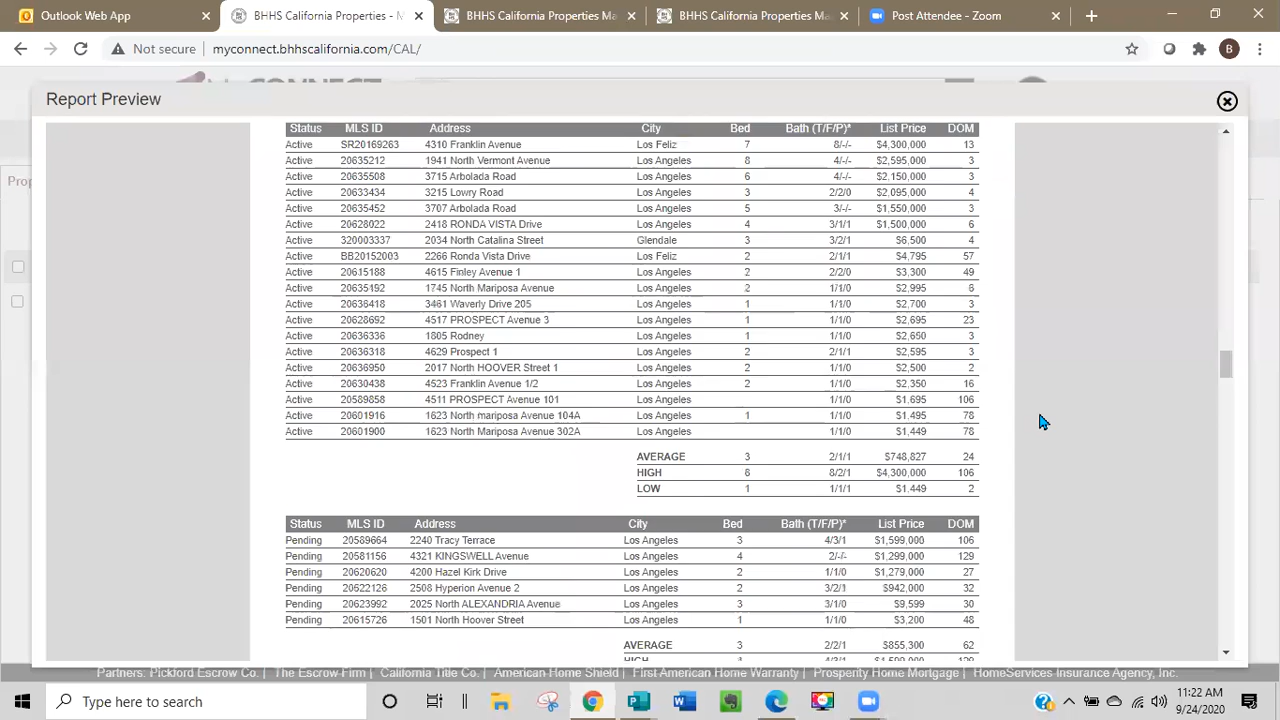 Outlook Web App
BHHS California Properties - M
BHHS California Properties Ma
BHHS California Properties Ma
Post Attendee - Zoom
Not secure myconnect.bhhscalifornia.com/CAL/
B
Report Preview
Status MLS ID Address City Bed Bath (T/F/P)* List Price DOM
Active SR20169263 4310 Franklin Avenue Los Feliz 7 8/-/- $4,300,000 13
Active 20635212 1941 North Vermont Avenue Los Angeles 8 4/-/- $2,595,000 3
Active 20635508 3715 Arbolada Road Los Angeles 6 4/-/- $2,150,000 3
Active 20633434 3215 Lowry Road Los Angeles 3 2/2/0 $2,095,000 4
Active 20635452 3707 Arbolada Road Los Angeles 5 3/-/- $1,550,000 3
Active 20628022 2418 RONDA VISTA Drive Los Angeles 4 3/1/1 $1,500,000 6
Active 320003337 2034 North Catalina Street Glendale 3 3/2/1 $6,500 4
Active BB20152003 2266 Ronda Vista Drive Los Feliz 2 2/1/1 $4,795 57
Active 20615188 4615 Finley Avenue 1 Los Angeles 2 2/2/0 $3,300 49
Active 20635192 1745 North Mariposa Avenue Los Angeles 2 1/1/0 $2,995 6
Active 20636418 3461 Waverly Drive 205 Los Angeles 1 1/1/0 $2,700 3
Active 20628692 4517 PROSPECT Avenue 3 Los Angeles 1 1/1/0 $2,695 23
Active 20636336 1805 Rodney Los Angeles 1 1/1/0 $2,650 3
Active 20636318 4629 Prospect 1 Los Angeles 2 2/1/1 $2,595 3
Active 20636950 2017 North HOOVER Street 1 Los Angeles 2 1/1/0 $2,500 2
Active 20630438 4523 Franklin Avenue 1/2 Los Angeles 2 1/1/0 $2,350 16
Active 20589858 4511 PROSPECT Avenue 101 Los Angeles 1/1/0 $1,695 106
Active 20601916 1623 North mariposa Avenue 104A Los Angeles 1 1/1/0 $1,495 78
Active 20601900 1623 North Mariposa Avenue 302A Los Angeles 1/1/0 $1,449 78
AVERAGE 3 2/1/1 $748,827 24
HIGH 8 8/2/1 $4,300,000 106
LOW 1 1/1/1 $1,449 2
Status MLS ID Address City Bed Bath (T/F/P)* List Price DOM
Pending 20589664 2240 Tracy Terrace Los Angeles 3 4/3/1 $1,599,000 106
Pending 20581156 4321 KINGSWELL Avenue Los Angeles 4 2/-/- $1,299,000 129
Pending 20620620 4200 Hazel Kirk Drive Los Angeles 2 1/1/0 $1,279,000 27
Pending 20622126 2508 Hyperion Avenue 2 Los Angeles 2 3/2/1 $942,000 32
Pending 20623992 2025 North ALEXANDRIA Avenue Los Angeles 3 3/1/0 $9,599 30
Pending 20615726 1501 North Hoover Street Los Angeles 1 1/1/0 $3,200 48
AVERAGE 3 2/2/1 $855,300 62
HIGH 4 4/3/1 $1,599,000 129
Partners: Pickford Escrow Co. | The Escrow Firm | California Title Co. | American Home Shield | First American Home Warranty | Prosperity Home Mortgage | HomeServices Insurance Agency, Inc.
Type here to search
11:22 AM
9/24/2020